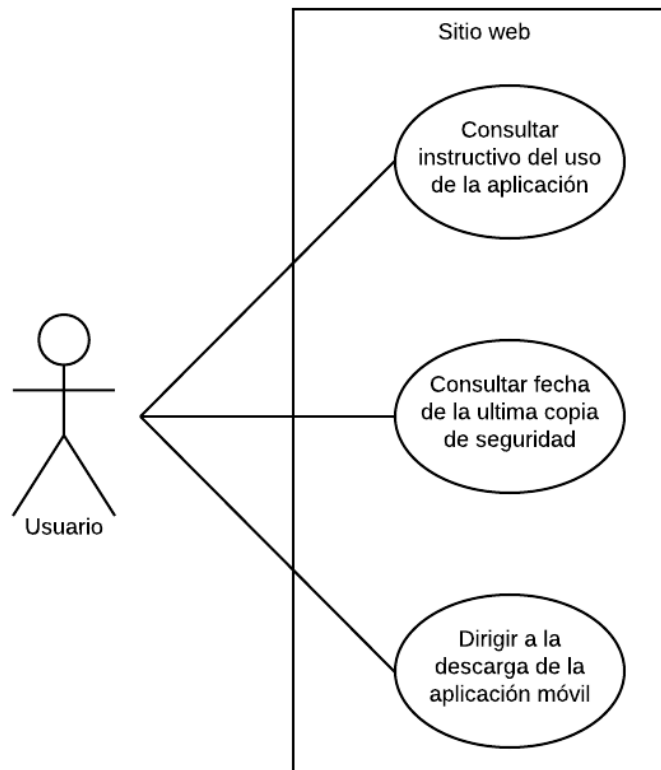 Sitio web
Consultar
instructivo del uso
de la aplicación
Consultar fecha
de la ultima copia
de seguridad
Usuario
Dirigir a la
descarga de la
aplicación móvil